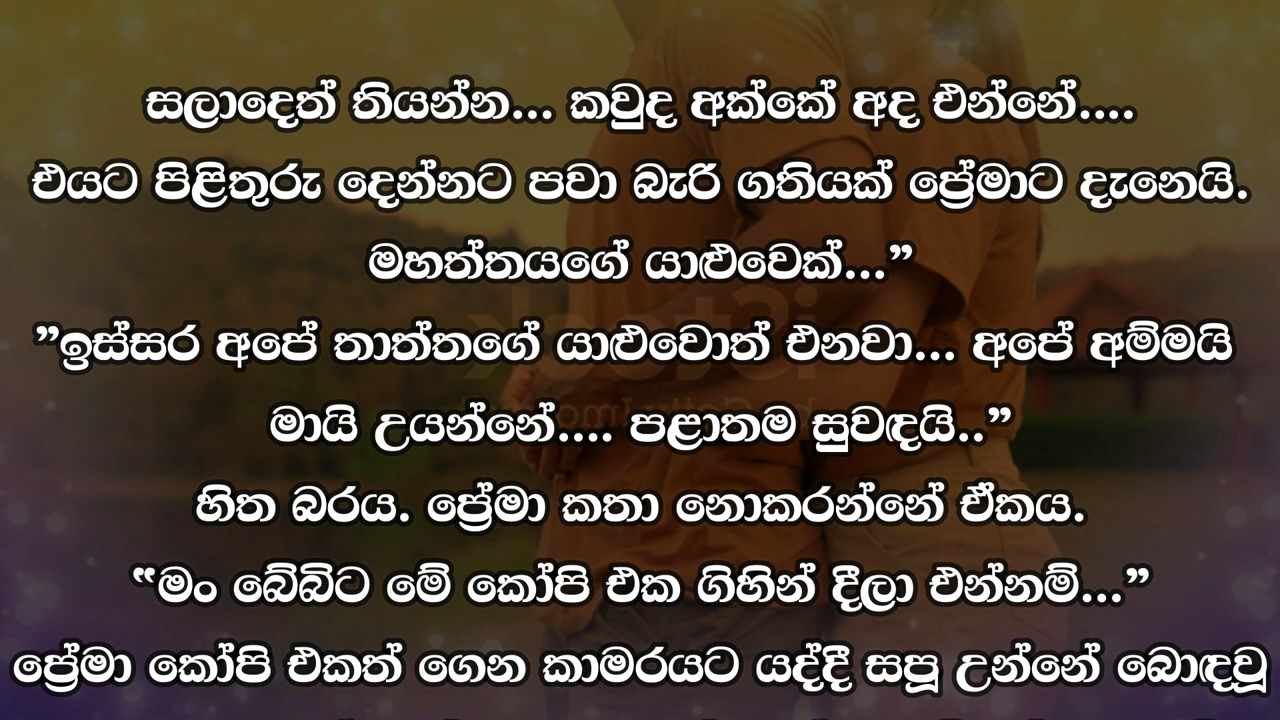 සලාදෙත් තියන්න... කවුද අක්කේ අද එන්නේ....
එයට පිළිතුරු දෙන්නට පවා බැරි ගතියක් ප්‍රේමාට දැනෙයි.
මහත්තයගේ යාළුවෙක්...”
”ඉස්සර අපේ තාත්තගේ යාළුවොත් එනවා... අපේ අම්මයි
මායි උයන්නේ.... පළාතම සුවඳයි..”
හිත බරය. ප්‍රේමා කතා නොකරන්නේ ඒකය.
“මං බේබිට මේ කෝපි එක ගිහින් දීලා එන්නම්...”
ප්‍රේමා කෝපි එකත් ගෙන කාමරයට යද්දී සපූ උන්නේ බොඳවූ